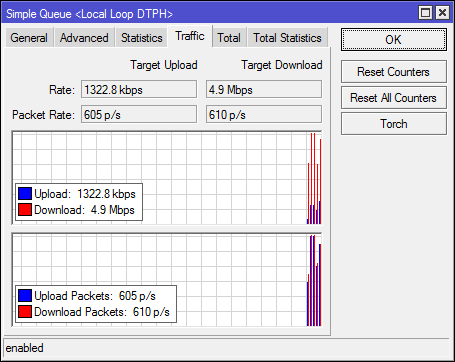 Simple Queue <Local Loop DTPH>
General Advanced Statistics Traffic Total Total Statistics
Target Upload Target Download
Rate: 1322.8 kbps 4.9 Mbps
Packet Rate: 605 p/s 610 p/s
Upload: 1322.8 kbps
Download: 4.9 Mbps
Upload Packets: 605 p/s
Download Packets: 610 p/s
OK
Reset Counters
Reset All Counters
Torch
enabled